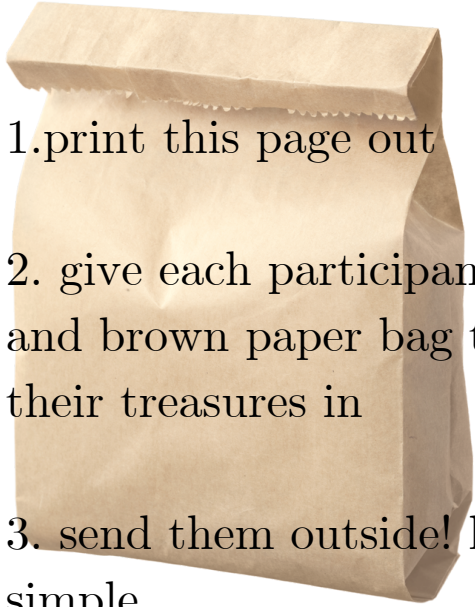 1.print this page out
2. give each participan
and brown paper bag
their treasures in
3. send them outside!
simple